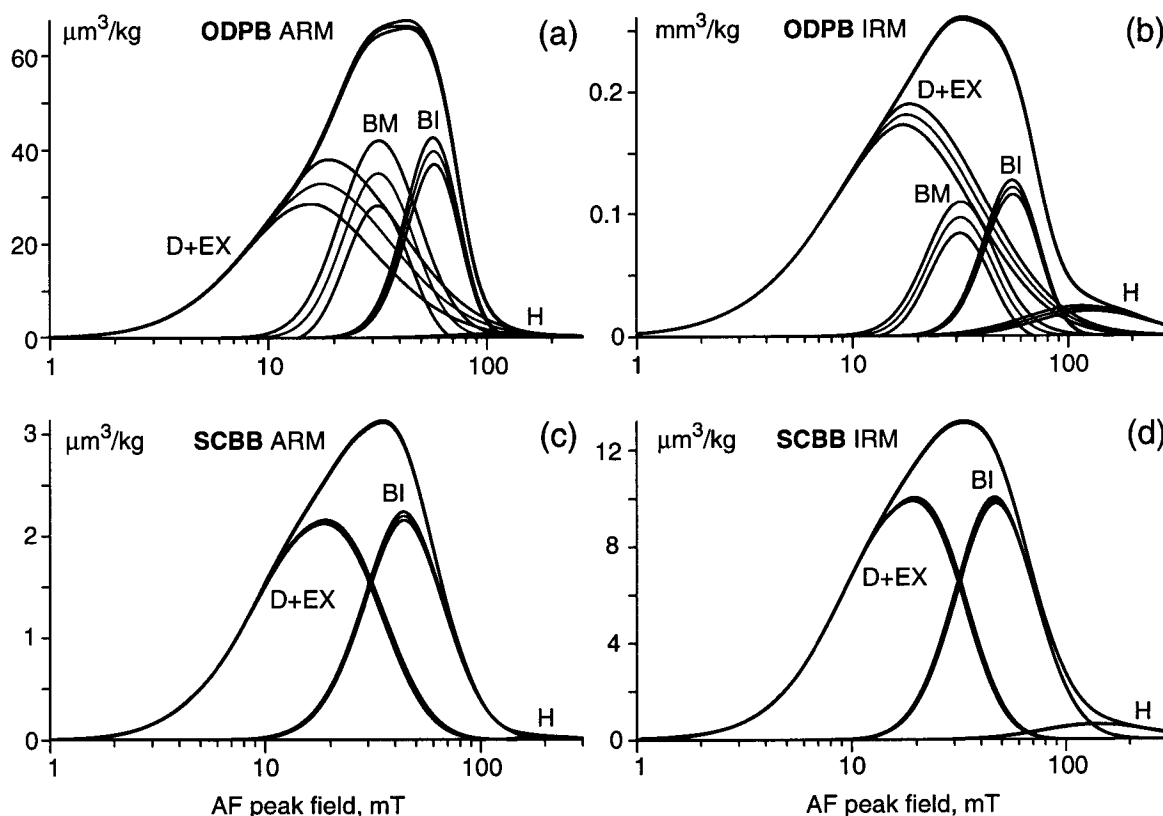 μm³/kg ODPB ARM (a)
60
40
20
0
D+EX
BM
BI
H
1 10 100
mm³/kg ODPB IRM (b)
0.2
0.1
0
D+EX
BM
BI
H
1 10 100
μm³/kg SCBB ARM (c)
3
2
1
0
D+EX
BI
H
1 10 100
AF peak field, mT
μm³/kg SCBB IRM (d)
12
8
4
0
D+EX
BI
H
1 10 100
AF peak field, mT